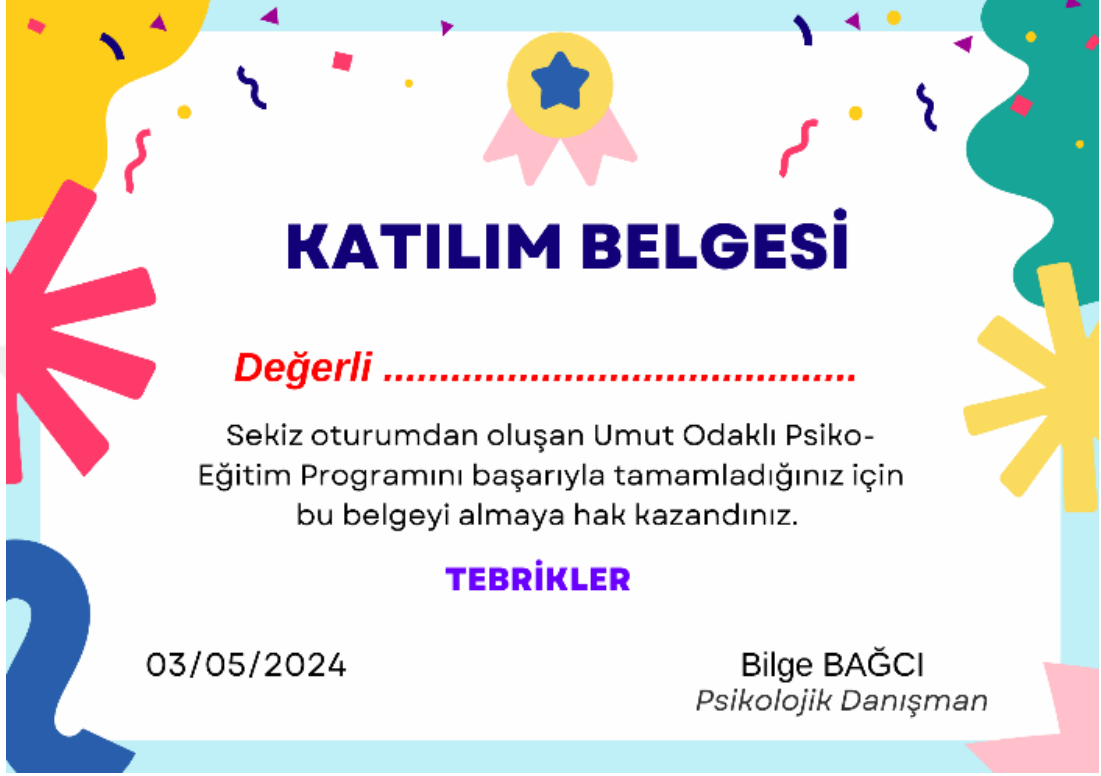 KATILIM BELGESİ
Değerli ..........................................
Sekiz oturumdan oluşan Umut Odaklı Psiko-
Eğitim Programını başarıyla tamamladığınız için
bu belgeyi almaya hak kazandınız.
TEBRİKLER
03/05/2024
Bilge BAĞCI
Psikolojik Danışman